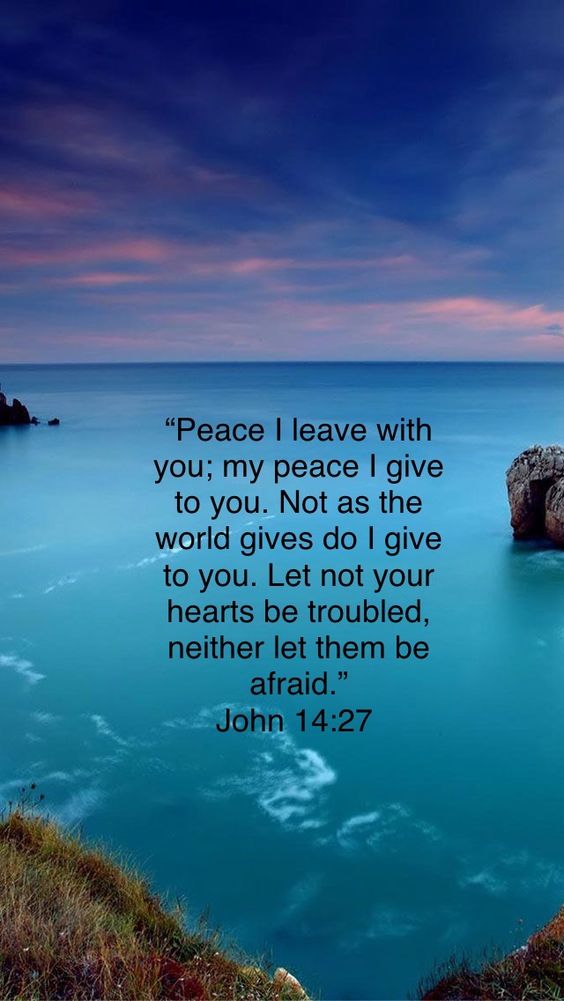 “Peace I leave with
you; my peace I give
to you. Not as the
world gives do I give
to you. Let not your
hearts be troubled,
neither let them be
afraid.”
John 14:27